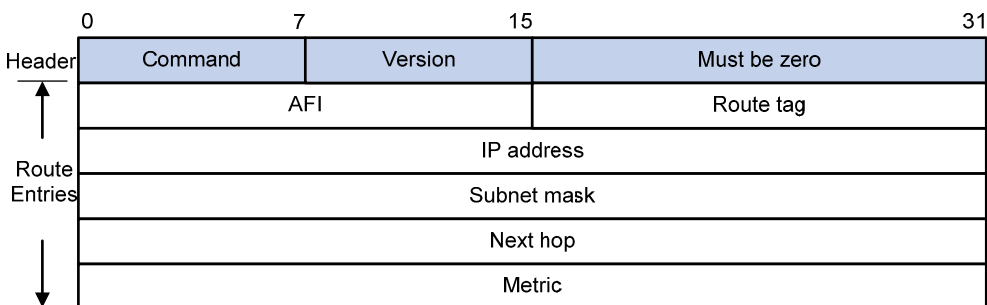 0 7 15 31
Header Command Version Must be zero
AFI Route tag
IP address
Route
Entries
Subnet mask
Next hop
Metric